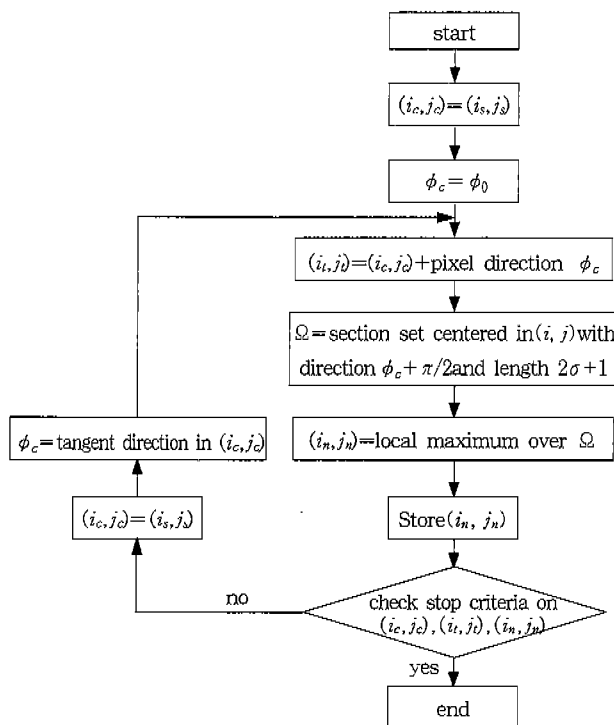 start
(i_c, j_c)=(i_s, j_s)
ϕ_c = ϕ_0
(i_t, j_t)=(i_c, j_c)+pixel direction ϕ_c
Ω=section set centered in(i, j)with
direction ϕ_c+π/2and length 2σ+1
ϕ_c=tangent direction in (i_c, j_c)
(i_n, j_n)=local maximum over Ω
(i_c, j_c)=(i_s, j_s)
Store(i_n, j_n)
no
check stop criteria on
(i_c, j_c), (i_t, j_t), (i_n, j_n)
yes
end